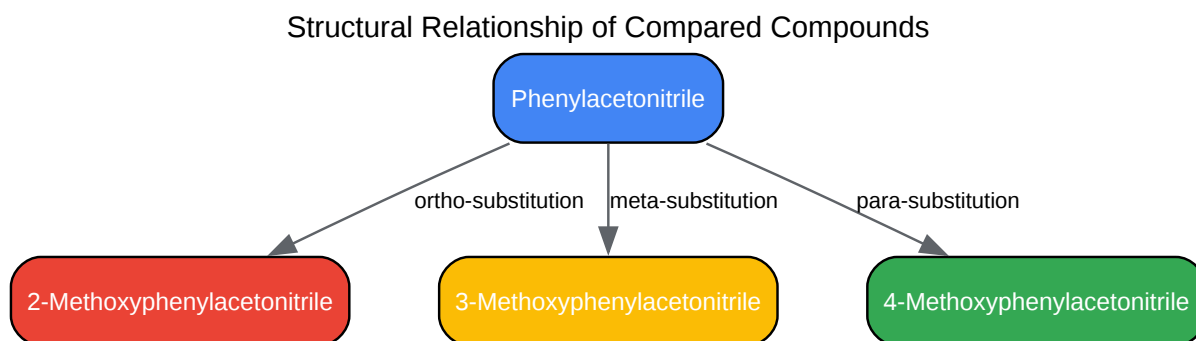 Structural Relationship of Compared Compounds
Phenylacetonitrile
ortho-substitution
meta-substitution
para-substitution
2-Methoxyphenylacetonitrile
3-Methoxyphenylacetonitrile
4-Methoxyphenylacetonitrile